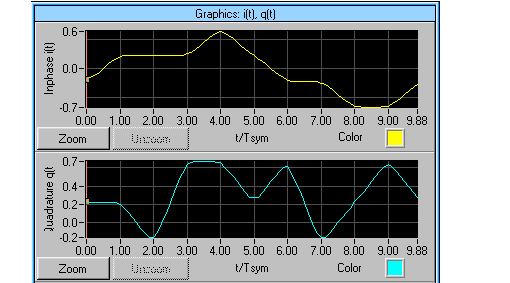 Graphics: i(t), q(t)
Inphase i(t)
0.6
0.0
-0.7
0.00 1.00 2.00 3.00 4.00 5.00 6.00 7.00 8.00 9.00 9.88
Zoom Unzoom t/Tsym Color
Quadrature q(t
0.7
0.4
0.2
0.0
-0.2
0.00 1.00 2.00 3.00 4.00 5.00 6.00 7.00 8.00 9.00 9.88
Zoom Unzoom t/Tsym Color